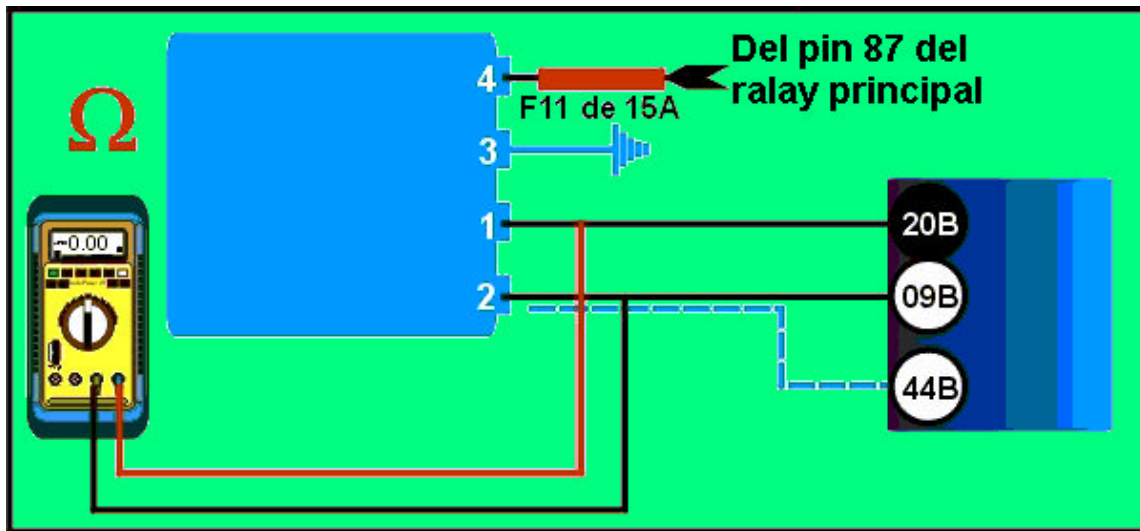 Del pin 87 del
ralay principal
4
F11 de 15A
Ω
3
1
20B
~0.00
2
09B
44B